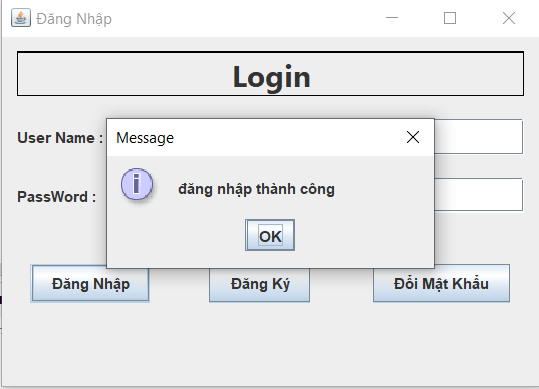 Đăng Nhập
Login
User Name :
Message
đăng nhập thành công
OK
PassWord :
Đăng Nhập
Đăng Ký
Đổi Mật Khẩu